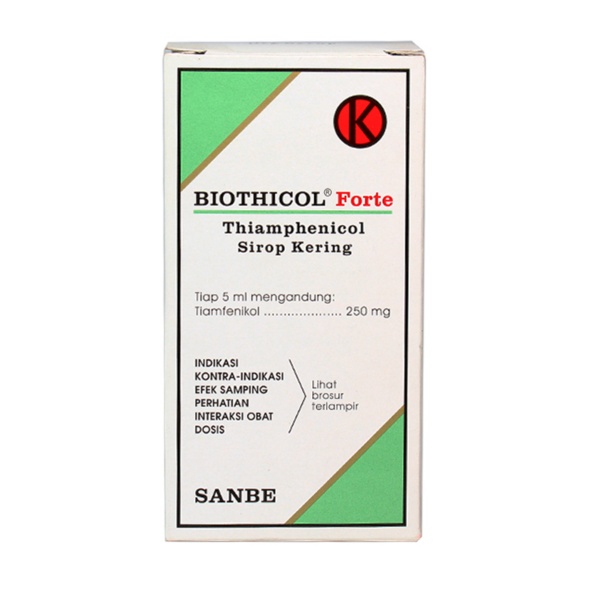 K
BIOTHICOL® Forte
Thiamphenicol
Sirop Kering
Tiap 5 ml mengandung:
Tiamfenikol .................... 250 mg
INDIKASI
KONTRA-INDIKASI
EFEK SAMPING
PERHATIAN
INTERAKSI OBAT
DOSIS
Lihat
brosur
terlampir
SANBE